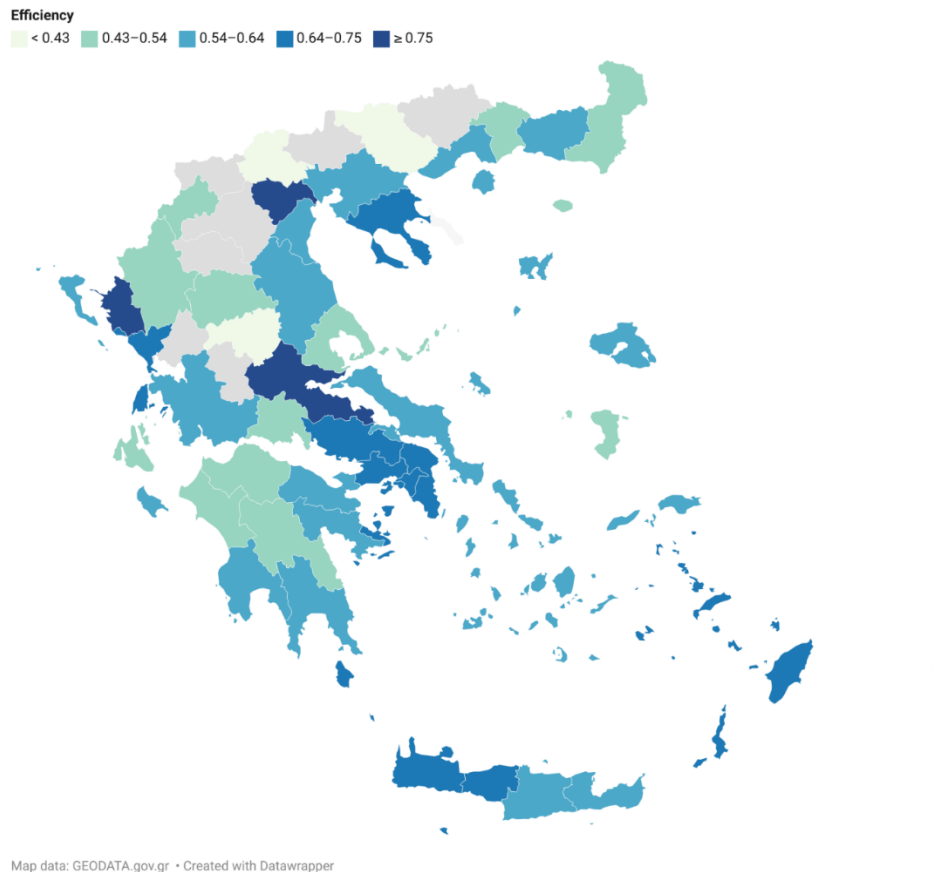 Efficiency
< 0.43 0.43–0.54 0.54–0.64 0.64–0.75 ≥ 0.75
Map data: GEODATA.gov.gr • Created with Datawrapper